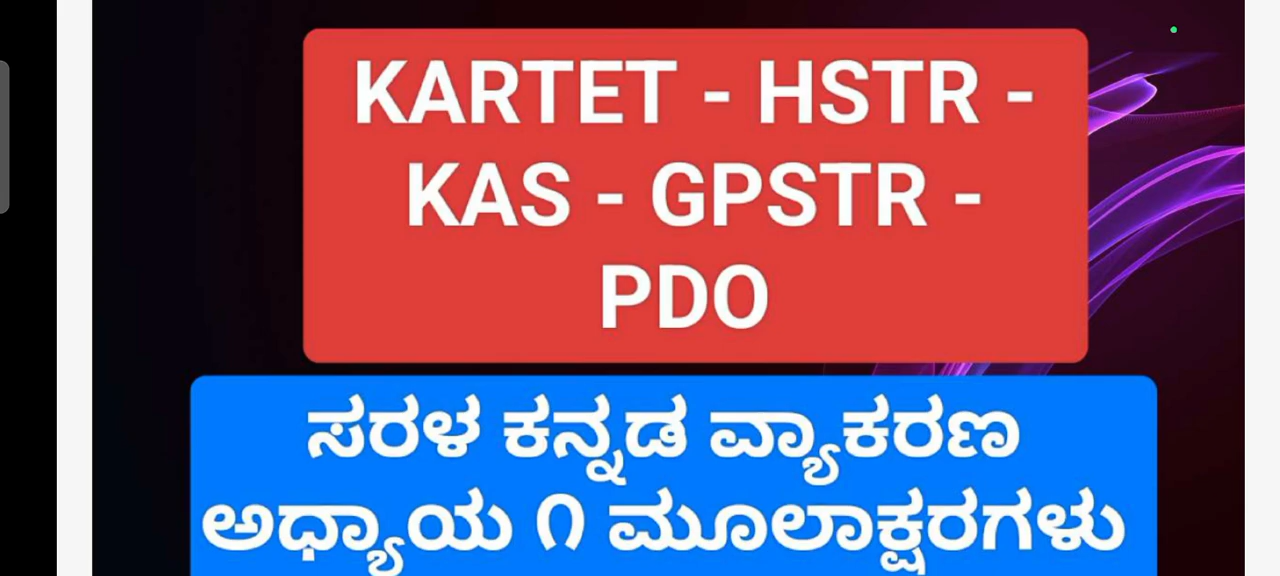 KARTET - HSTR -
KAS - GPSTR -
PDO
ಸರಳ ಕನ್ನಡ ವ್ಯಾಕರಣ
ಅಧ್ಯಾಯ ೧ ಮೂಲಾಕ್ಷರಗಳು